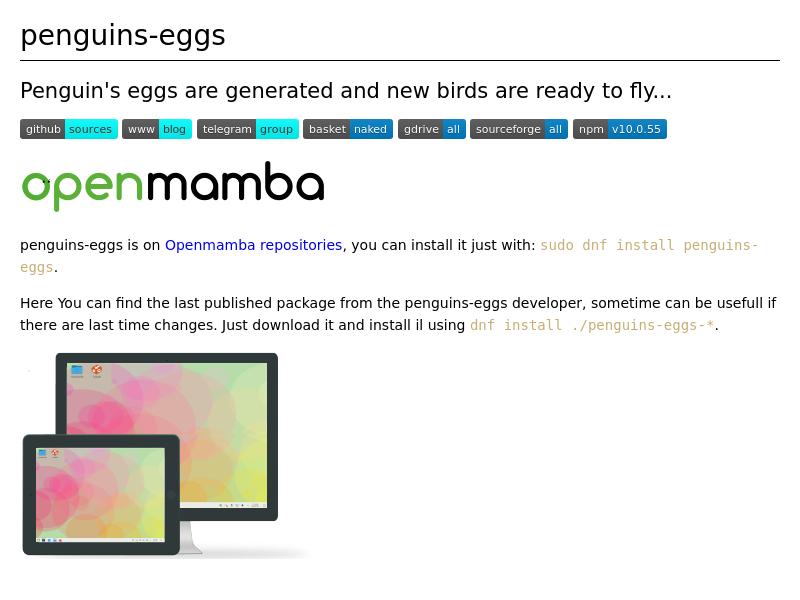 penguins-eggs
Penguin's eggs are generated and new birds are ready to fly...
github sources www blog telegram group basket naked gdrive all sourceforge all npm v10.0.55
openmamba
penguins-eggs is on Openmamba repositories, you can install it just with: sudo dnf install penguins-
eggs.
Here You can find the last published package from the penguins-eggs developer, sometime can be usefull if
there are last time changes. Just download it and install il using dnf install ./penguins-eggs-*.